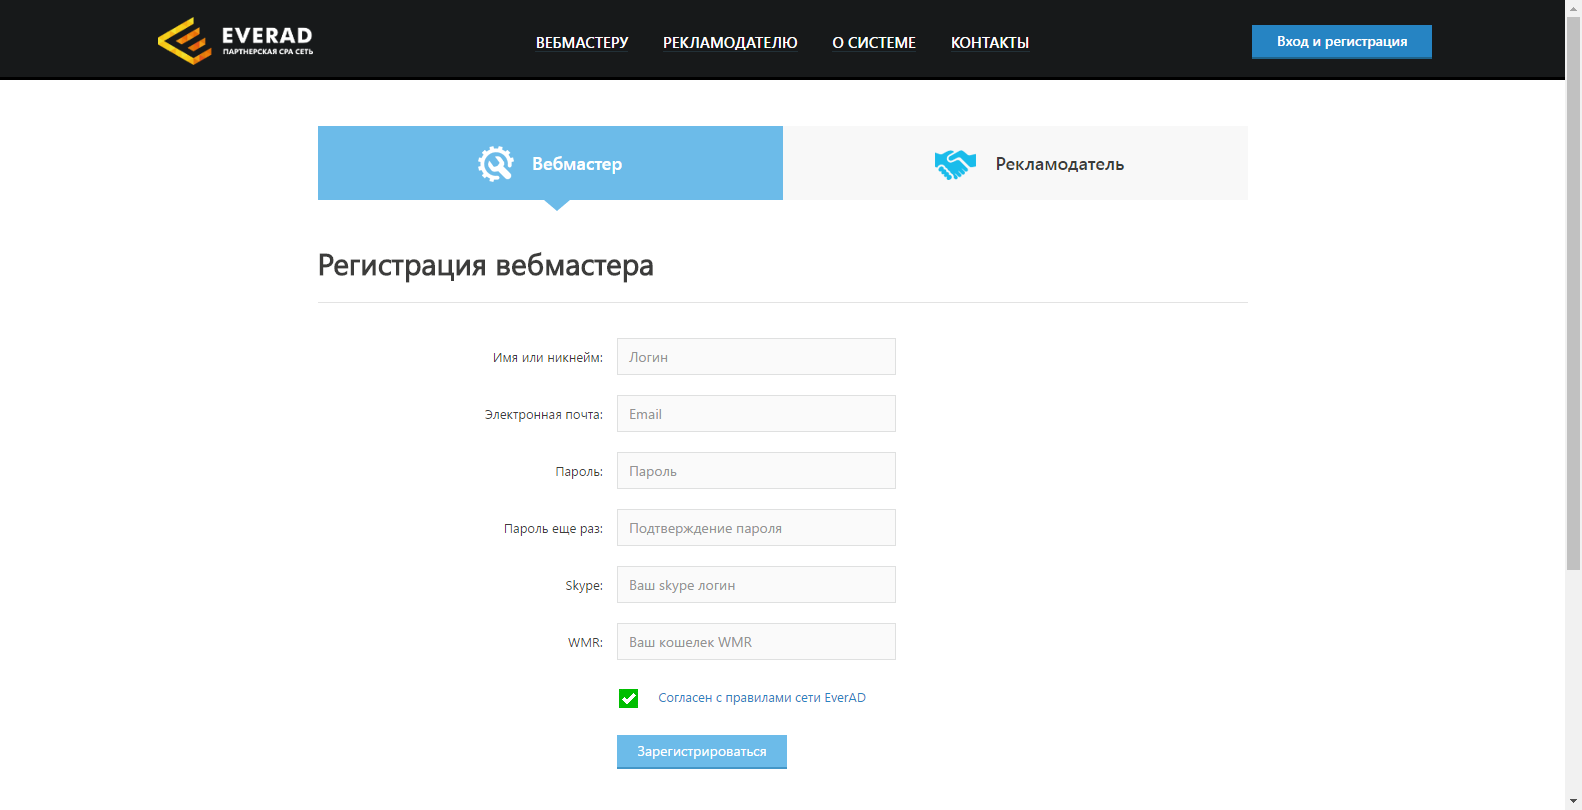 EVERAD
ПАРТНЕРСКАЯ CPA СЕТЬ
ВЕБМАСТЕРУ РЕКЛАМОДАТЕЛЮ О СИСТЕМЕ КОНТАКТЫ
Вход и регистрация
Вебмастер Рекламодатель
Регистрация вебмастера
Имя или никнейм: Логин
Электронная почта: Email
Пароль: Пароль
Пароль еще раз: Подтверждение пароля
Skype: Ваш skype логин
WMR: Ваш кошелек WMR
Согласен с правилами сети EverAD
Зарегистрироваться